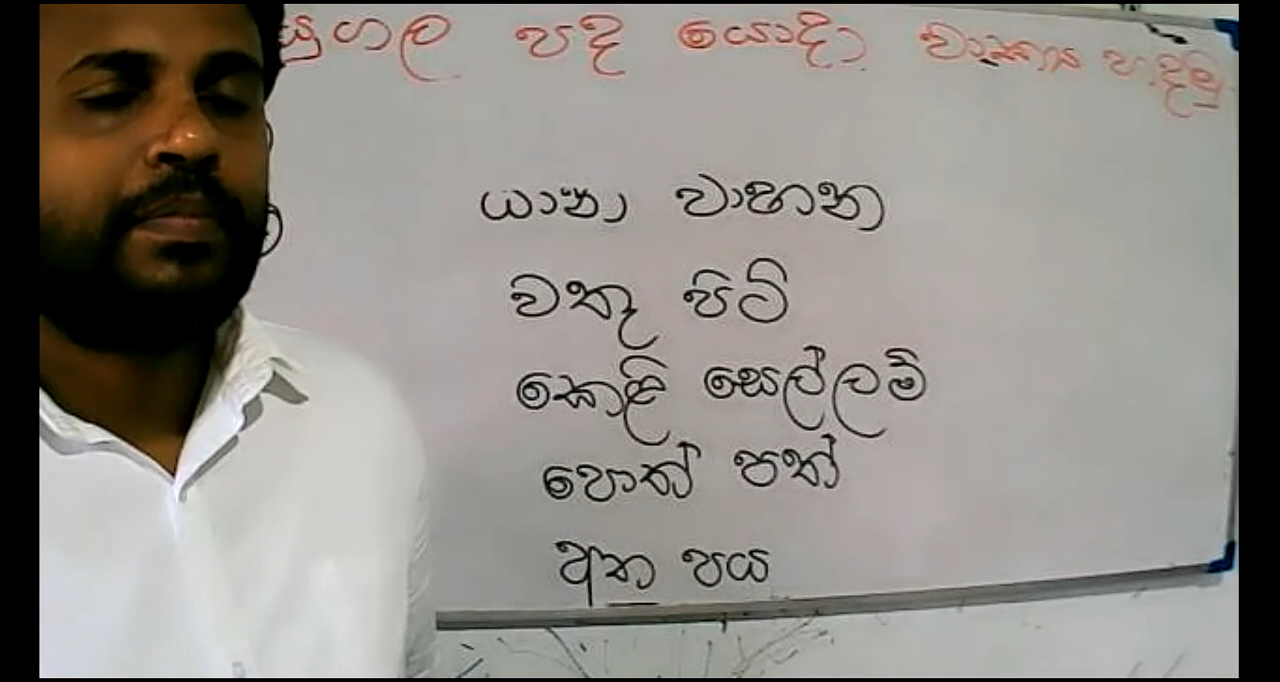 යුගල පද යොදා වාක්‍ය හදමු
යාන වාහන
වතු පිටි
කෙළි සෙල්ලම්
පොත් පත්
අත පය